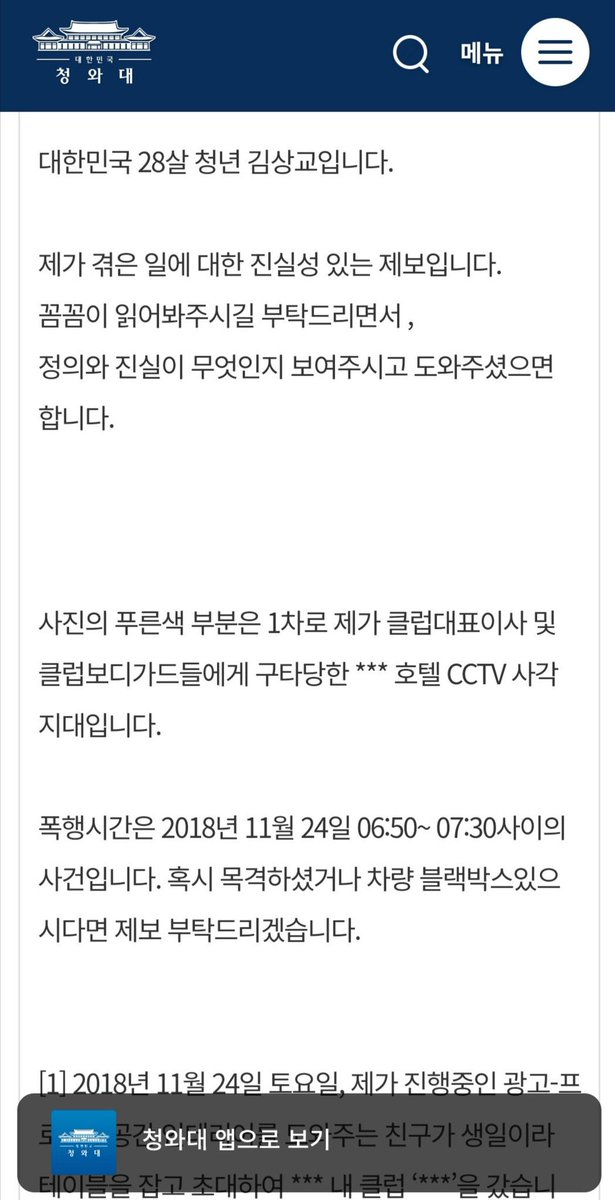 대한민국
청와대
메뉴
대한민국 28살 청년 김상교입니다.
제가 겪은 일에 대한 진실성 있는 제보입니다.
꼼꼼이 읽어봐주시길 부탁드리면서 ,
정의와 진실이 무엇인지 보여주시고 도와주셨으면
합니다.
사진의 푸른색 부분은 1차로 제가 클럽대표이사 및
클럽보디가드들에게 구타당한 *** 호텔 CCTV 사각
지대입니다.
폭행시간은 2018년 11월 24일 06:50~ 07:30사이의
사건입니다. 혹시 목격하셨거나 차량 블랙박스있으
시다면 제보 부탁드리겠습니다.
[1] 2018년 11월 24일 토요일, 제가 진행중인 광고-프
도와주는 친구가 생일이라
청와대
청와대 앱으로 보기
테이블을 잡고 초대하여 *** 내 클럽 ‘***’을 갔습니